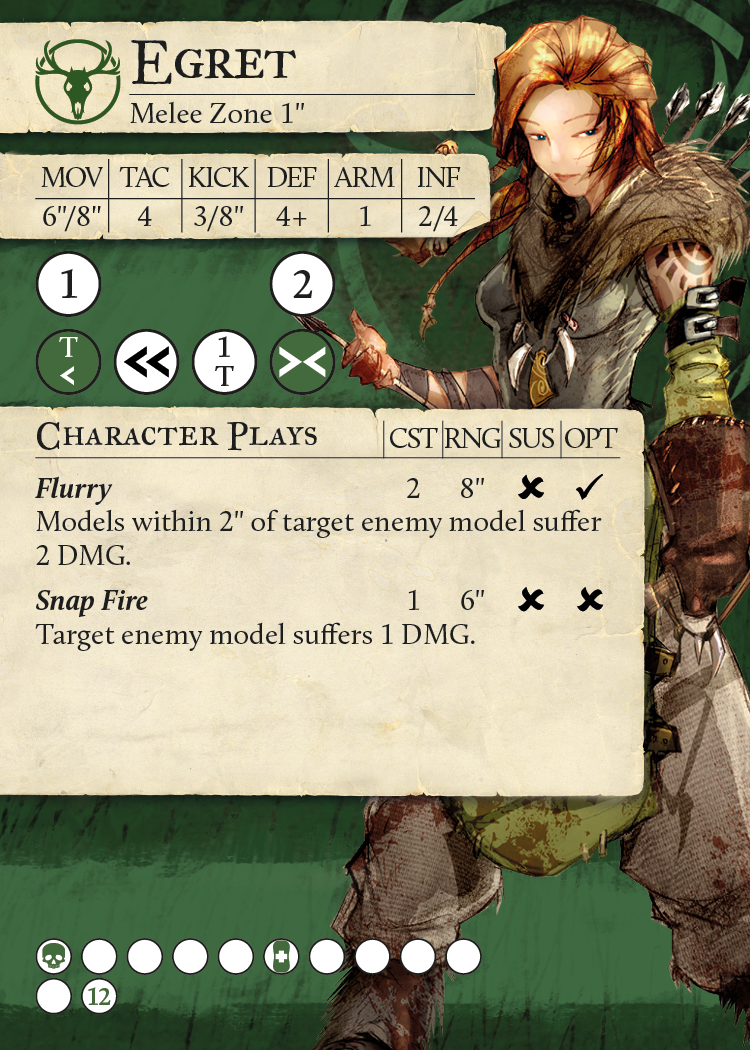 EGRET
Melee Zone 1"
MOV TAC KICK DEF ARM INF
6"/8" 4 3/8" 4+ 1 2/4
1 2
T
<
<<
1
T
><
CHARACTER PLAYS CST RNG SUS OPT
Flurry 2 8" ✘ ✓
Models within 2" of target enemy model suffer
2 DMG.
Snap Fire 1 6" ✘ ✘
Target enemy model suffers 1 DMG.
12